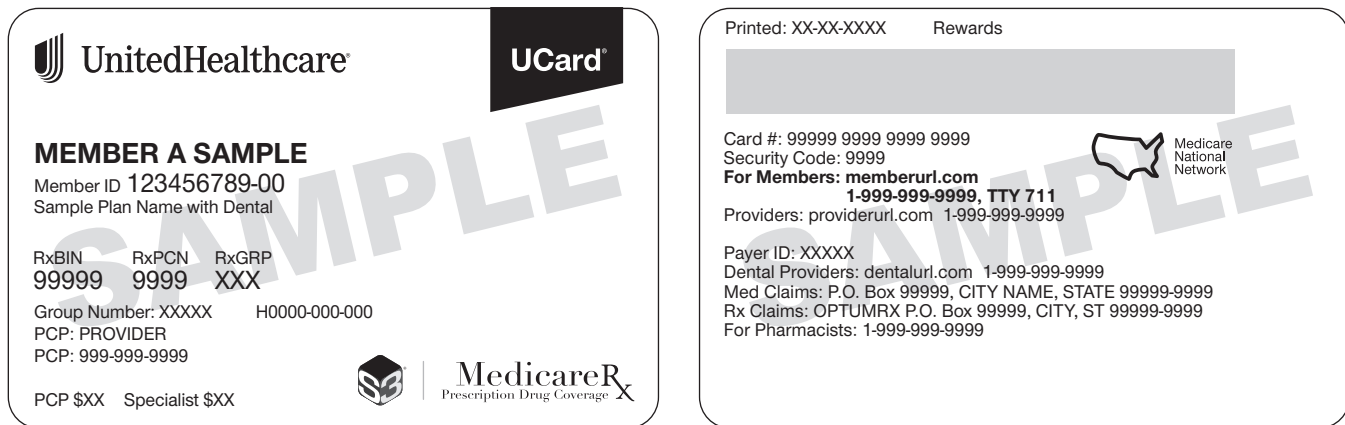 UnitedHealthcare®
UCard®
SAMPLE
MEMBER A SAMPLE
Member ID 123456789-00
Sample Plan Name with Dental
RxBIN RxPCN RxGRP
99999 9999 XXX
Group Number: XXXXX H0000-000-000
PCP: PROVIDER
PCP: 999-999-9999
PCP $XX Specialist $XX
S3
MedicareRx
Prescription Drug Coverage
Printed: XX-XX-XXXX Rewards
SAMPLE
Card #: 99999 9999 9999 9999
Security Code: 9999
For Members: memberurl.com
1-999-999-9999, TTY 711
Providers: providerurl.com 1-999-999-9999
Medicare
National
Network
Payer ID: XXXXX
Dental Providers: dentalurl.com 1-999-999-9999
Med Claims: P.O. Box 99999, CITY NAME, STATE 99999-9999
Rx Claims: OPTUMRX P.O. Box 99999, CITY, ST 99999-9999
For Pharmacists: 1-999-999-9999